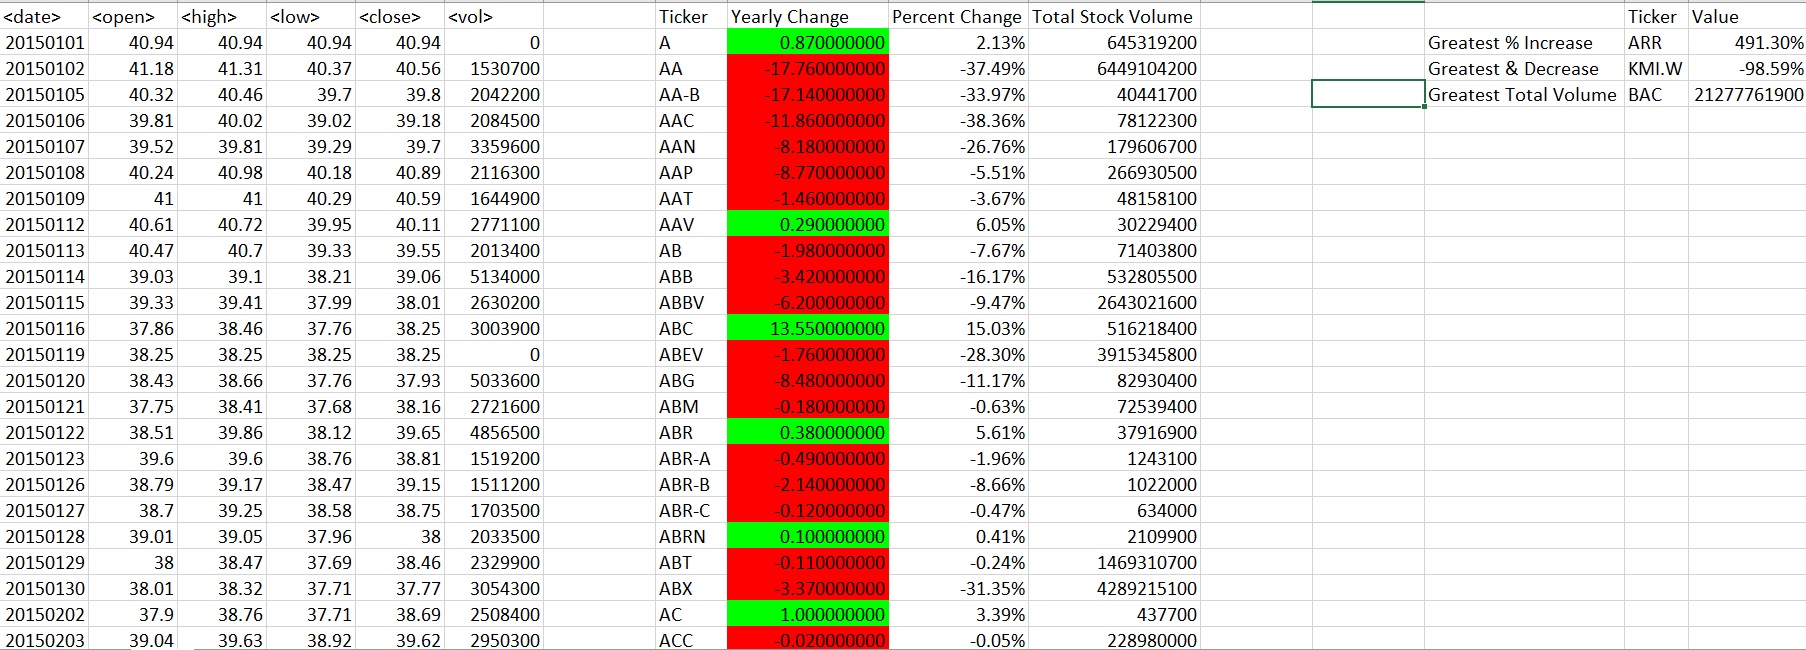 <date> <open> <high> <low> <close> <vol> Ticker Yearly Change Percent Change Total Stock Volume Ticker Value
20150101 40.94 40.94 40.94 40.94 0 A 0.870000000 2.13% 645319200 Greatest % Increase ARR 491.30%
20150102 41.18 41.31 40.37 40.56 1530700 AA -17.760000000 -37.49% 6449104200 Greatest & Decrease KMI.W -98.59%
20150105 40.32 40.46 39.7 39.8 2042200 AA-B -17.140000000 -33.97% 40441700 Greatest Total Volume BAC 21277761900
20150106 39.81 40.02 39.02 39.18 2084500 AAC -11.860000000 -38.36% 78122300
20150107 39.52 39.81 39.29 39.7 3359600 AAN -8.180000000 -26.76% 179606700
20150108 40.24 40.98 40.18 40.89 2116300 AAP -8.770000000 -5.51% 266930500
20150109 41 41 40.29 40.59 1644900 AAT -1.460000000 -3.67% 48158100
20150112 40.61 40.72 39.95 40.11 2771100 AAV 0.290000000 6.05% 30229400
20150113 40.47 40.7 39.33 39.55 2013400 AB -1.980000000 -7.67% 71403800
20150114 39.03 39.1 38.21 39.06 5134000 ABB -3.420000000 -16.17% 532805500
20150115 39.33 39.41 37.99 38.01 2630200 ABBV -6.200000000 -9.47% 2643021600
20150116 37.86 38.46 37.76 38.25 3003900 ABC 13.550000000 15.03% 516218400
20150119 38.25 38.25 38.25 38.25 0 ABEV -1.760000000 -28.30% 3915345800
20150120 38.43 38.66 37.76 37.93 5033600 ABG -8.480000000 -11.17% 82930400
20150121 37.75 38.41 37.68 38.16 2721600 ABM -0.180000000 -0.63% 72539400
20150122 38.51 39.86 38.12 39.65 4856500 ABR 0.380000000 5.61% 37916900
20150123 39.6 39.6 38.76 38.81 1519200 ABR-A -0.490000000 -1.96% 1243100
20150126 38.79 39.17 38.47 39.15 1511200 ABR-B -2.140000000 -8.66% 1022000
20150127 38.7 39.25 38.58 38.75 1703500 ABR-C -0.120000000 -0.47% 634000
20150128 39.01 39.05 37.96 38 2033500 ABRN 0.100000000 0.41% 2109900
20150129 38 38.47 37.69 38.46 2329900 ABT -0.110000000 -0.24% 1469310700
20150130 38.01 38.32 37.71 37.77 3054300 ABX -3.370000000 -31.35% 4289215100
20150202 37.9 38.76 37.71 38.69 2508400 AC 1.000000000 3.39% 437700
20150203 39.04 39.63 38.92 39.62 2950300 ACC -0.020000000 -0.05% 228980000